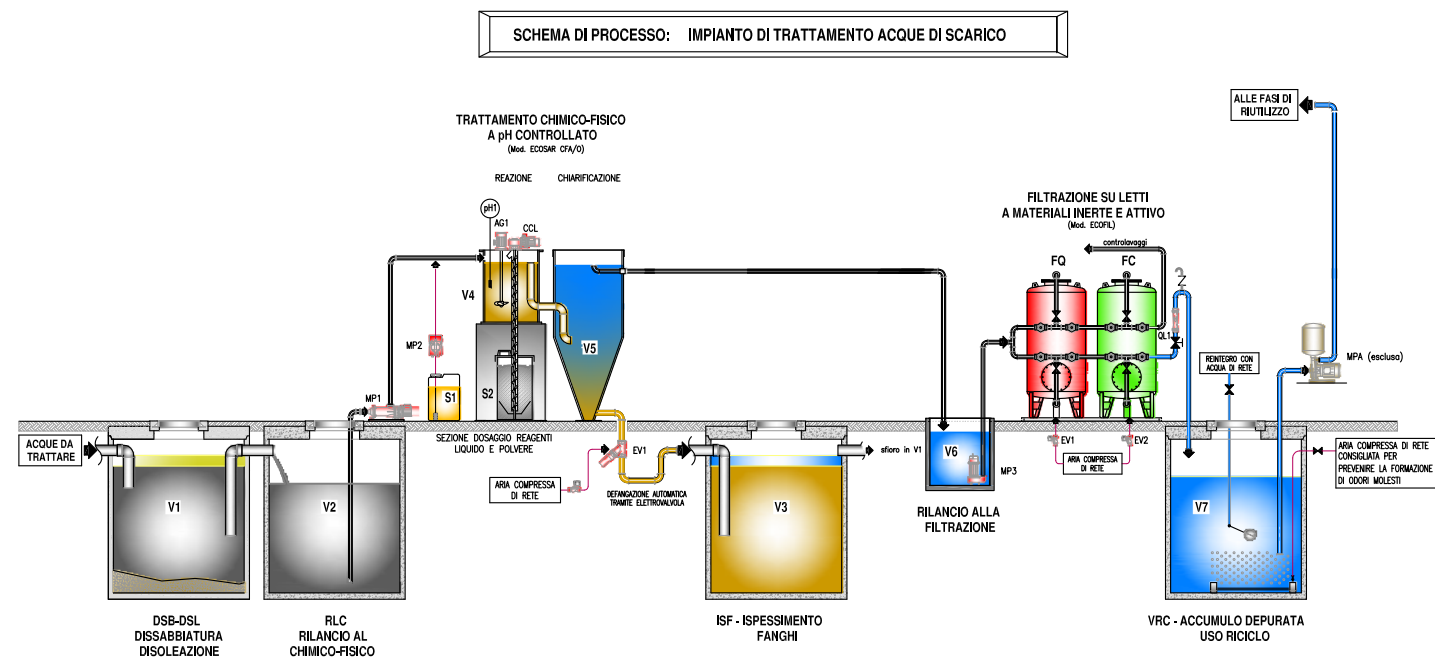 SCHEMA DI PROCESSO: IMPIANTO DI TRATTAMENTO ACQUE DI SCARICO
ALLE FASI DI
RIUTILIZZO
TRATTAMENTO CHIMICO-FISICO
A pH CONTROLLATO
(Mod. ECOSAR CFA/O)
REAZIONE CHIARIFICAZIONE
pH1
AG1
CCL
V4
V5
MP2
S1
S2
MP1
SEZIONE DOSAGGIO REAGENTI
LIQUIDO E POLVERE
FILTRAZIONE SU LETTI
A MATERIALI INERTE E ATTIVO
(Mod. ECOFIL)
controlavaggi
FQ
FC
QL1
REINTEGRO CON
ACQUA DI RETE
MPA (esclusa)
ACQUE DA
TRATTARE
V1
V2
EV1
ARIA COMPRESSA
DI RETE
DEFANGAZIONE AUTOMATICA
TRAMITE ELETTROVALVOLA
V3
sfioro in V1
V6
MP3
RILANCIO ALLA
FILTRAZIONE
EV1
EV2
ARIA COMPRESSA
DI RETE
V7
ARIA COMPRESSA DI RETE
CONSIGLIATA PER
PREVENIRE LA FORMAZIONE
DI ODORI MOLESTI
DSB-DSL
DISSABBIATURA
DISOLEAZIONE
RLC
RILANCIO AL
CHIMICO-FISICO
ISF - ISPESSIMENTO
FANGHI
VRC - ACCUMULO DEPURATA
USO RICICLO